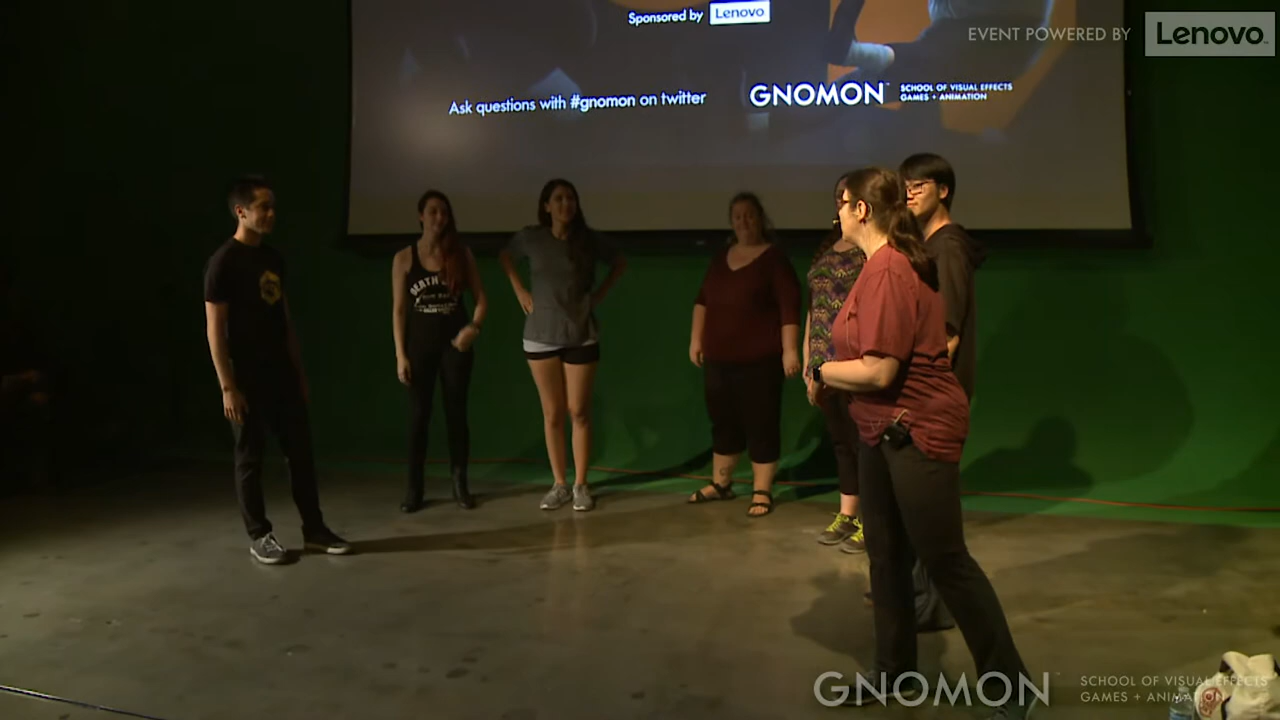 Sponsored by Lenovo
EVENT POWERED BY Lenovo
Ask questions with #gnomon on twitter
GNOMON SCHOOL OF VISUAL EFFECTS
GAMES + ANIMATION
DEATH
GNOMON SCHOOL OF VISUAL EFFECTS
GAMES + ANIMATION